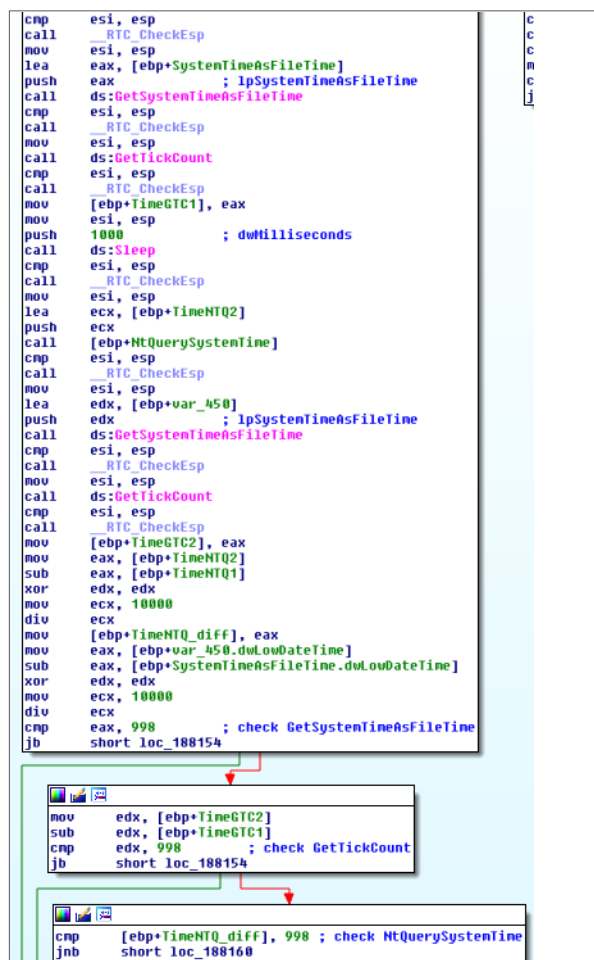 cmp esi, esp
call __RTC_CheckEsp
mov esi, esp
lea eax, [ebp+SystemTimeAsFileTime]
push eax ; lpSystemTimeAsFileTime
call ds:GetSystemTimeAsFileTime
cmp esi, esp
call __RTC_CheckEsp
mov esi, esp
call ds:GetTickCount
cmp esi, esp
call __RTC_CheckEsp
mov [ebp+TimeGTC1], eax
mov esi, esp
push 1000 ; dwMilliseconds
call ds:Sleep
cmp esi, esp
call __RTC_CheckEsp
mov esi, esp
lea ecx, [ebp+TimeNTQ2]
push ecx
call [ebp+NtQuerySystemTime]
cmp esi, esp
call __RTC_CheckEsp
mov esi, esp
lea edx, [ebp+var_450]
push edx ; lpSystemTimeAsFileTime
call ds:GetSystemTimeAsFileTime
cmp esi, esp
call __RTC_CheckEsp
mov esi, esp
call ds:GetTickCount
cmp esi, esp
call __RTC_CheckEsp
mov [ebp+TimeGTC2], eax
mov eax, [ebp+TimeNTQ2]
sub eax, [ebp+TimeNTQ1]
xor edx, edx
mov ecx, 10000
div ecx
mov [ebp+TimeNTQ_diff], eax
mov eax, [ebp+var_450.dwLowDateTime]
sub eax, [ebp+SystemTimeAsFileTime.dwLowDateTime]
xor edx, edx
mov ecx, 10000
div ecx
cmp eax, 998 ; check GetSystemTimeAsFileTime
jb short loc_188154
mov edx, [ebp+TimeGTC2]
sub edx, [ebp+TimeGTC1]
cmp edx, 998 ; check GetTickCount
jb short loc_188154
cmp [ebp+TimeNTQ_diff], 998 ; check NtQuerySystemTime
jnb short loc_188160
c
c
c
m
c
j